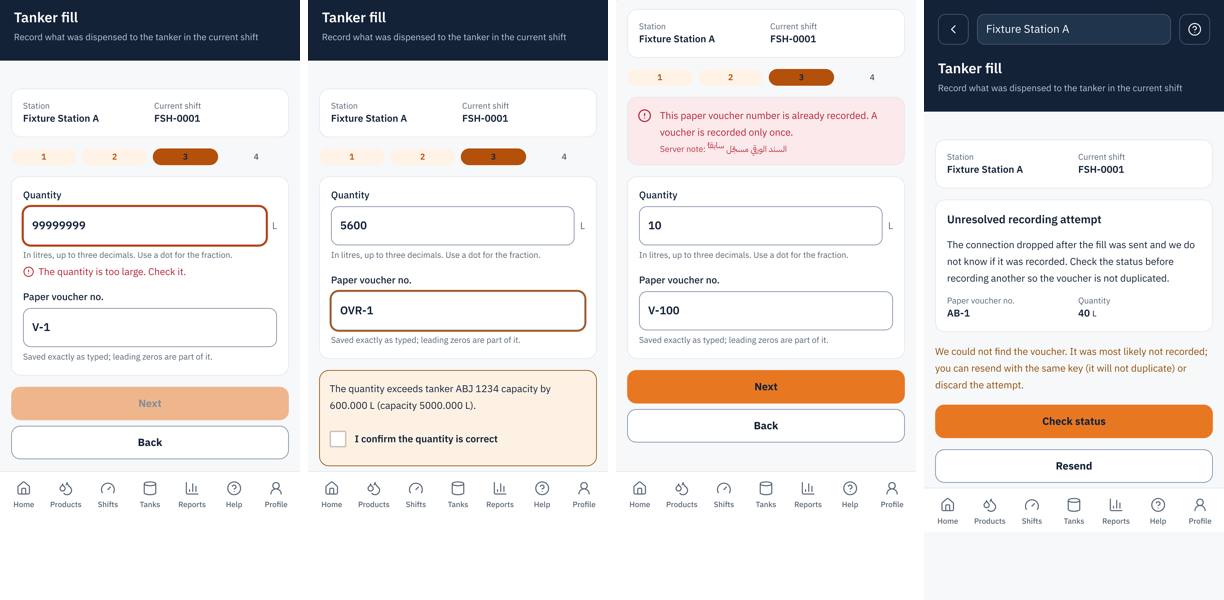 Tanker fill
Record what was dispensed to the tanker in the current shift
Station
Fixture Station A
Current shift
FSH-0001
1
2
3
4
Quantity
99999999
L
In litres, up to three decimals. Use a dot for the fraction.
The quantity is too large. Check it.
Paper voucher no.
V-1
Saved exactly as typed; leading zeros are part of it.
Next
Back
Home
Products
Shifts
Tanks
Reports
Help
Profile
Tanker fill
Record what was dispensed to the tanker in the current shift
Station
Fixture Station A
Current shift
FSH-0001
1
2
3
4
Quantity
5600
L
In litres, up to three decimals. Use a dot for the fraction.
Paper voucher no.
OVR-1
Saved exactly as typed; leading zeros are part of it.
The quantity exceeds tanker ABJ 1234 capacity by
600.000 L (capacity 5000.000 L).
I confirm the quantity is correct
Home
Products
Shifts
Tanks
Reports
Help
Profile
Station
Fixture Station A
Current shift
FSH-0001
1
2
3
4
This paper voucher number is already recorded. A
voucher is recorded only once.
Server note: السند الورقي مسجّل سابقًا
Quantity
10
L
In litres, up to three decimals. Use a dot for the fraction.
Paper voucher no.
V-100
Saved exactly as typed; leading zeros are part of it.
Next
Back
Home
Products
Shifts
Tanks
Reports
Help
Profile
Fixture Station A
Tanker fill
Record what was dispensed to the tanker in the current shift
Station
Fixture Station A
Current shift
FSH-0001
Unresolved recording attempt
The connection dropped after the fill was sent and we do
not know if it was recorded. Check the status before
recording another so the voucher is not duplicated.
Paper voucher no.
AB-1
Quantity
40 L
We could not find the voucher. It was most likely not recorded;
you can resend with the same key (it will not duplicate) or
discard the attempt.
Check status
Resend
Home
Products
Shifts
Tanks
Reports
Help
Profile